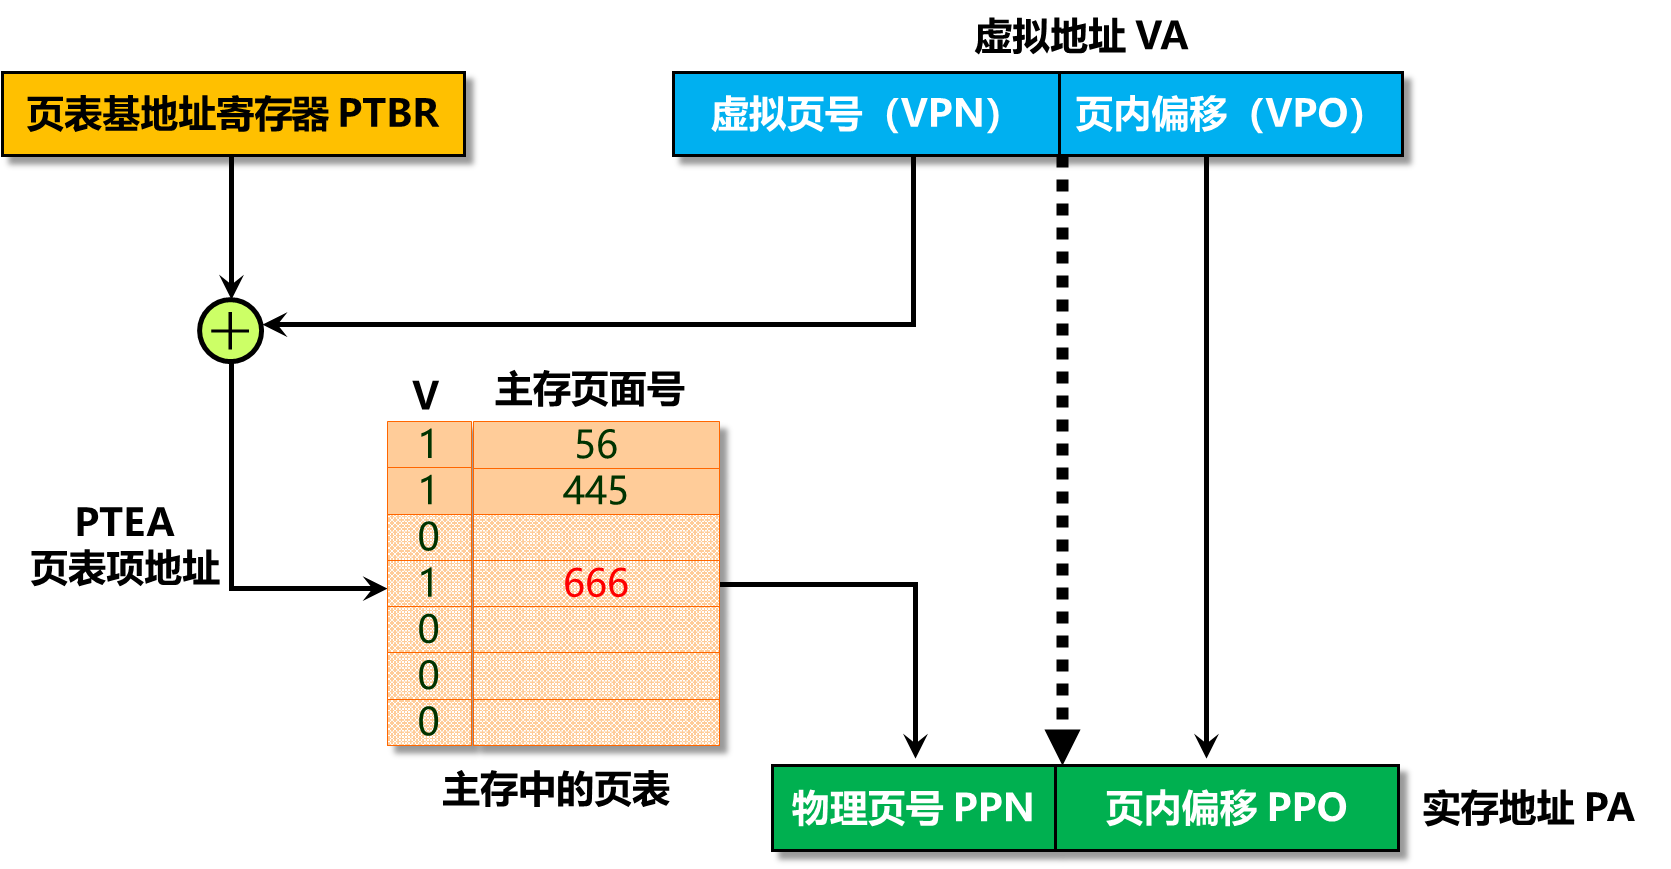 虚拟地址 VA
页表基地址寄存器 PTBR
虚拟页号（VPN）
页内偏移（VPO）
V
主存页面号
1
56
1
445
0
1
666
0
0
0
PTEA
页表项地址
主存中的页表
物理页号 PPN
页内偏移 PPO
实存地址 PA